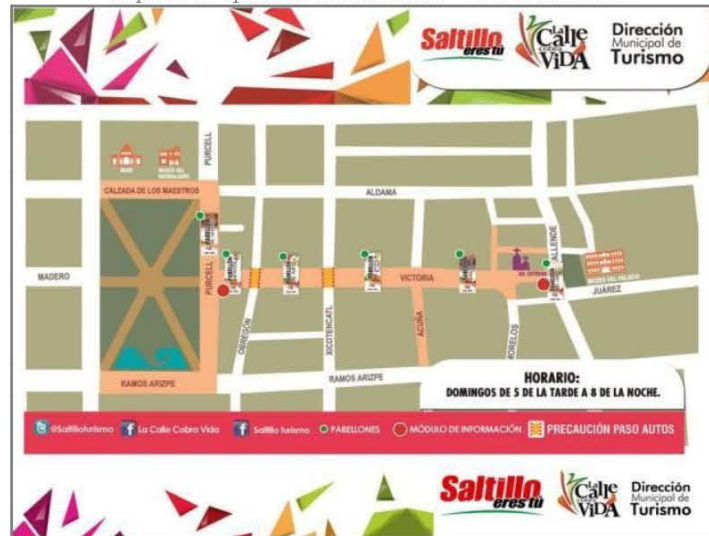 Saltillo
eres tú
La
Calle
cobra
ViDA
Dirección
Municipal de
Turismo
PURCELL
CALZADA DE LOS MAESTROS
ALDAMA
ALLENDE
MADERO
PURCELL
VICTORIA
JUÁREZ
OBREGÓN
XICOTENCATL
ACUÑA
MORELOS
RAMOS ARIZPE
RAMOS ARIZPE
HORARIO:
DOMINGOS DE 5 DE LA TARDE A 8 DE LA NOCHE.
@Saltilloturismo
La Calle Cobra Vida
Saltillo turismo
PABELLONES
MÓDULO DE INFORMACIÓN
PRECAUCIÓN PASO AUTOS
Saltillo
eres tú
La
Calle
cobra
ViDA
Dirección
Municipal de
Turismo